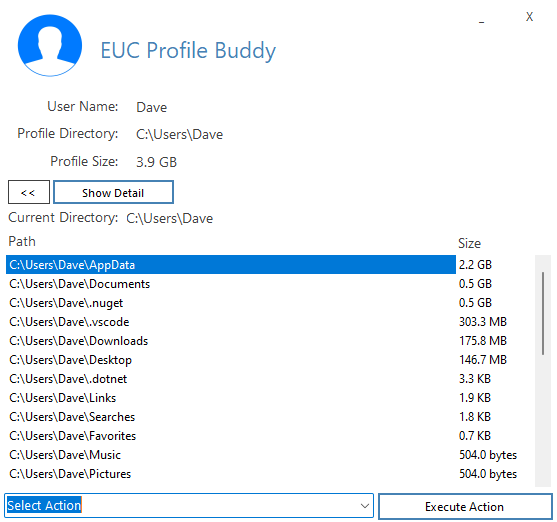 _ X
EUC Profile Buddy
User Name: Dave
Profile Directory: C:\Users\Dave
Profile Size: 3.9 GB
<< Show Detail
Current Directory: C:\Users\Dave
Path Size
C:\Users\Dave\AppData 2.2 GB
C:\Users\Dave\Documents 0.5 GB
C:\Users\Dave\.nuget 0.5 GB
C:\Users\Dave\.vscode 303.3 MB
C:\Users\Dave\Downloads 175.8 MB
C:\Users\Dave\Desktop 146.7 MB
C:\Users\Dave\.dotnet 3.3 KB
C:\Users\Dave\Links 1.9 KB
C:\Users\Dave\Searches 1.8 KB
C:\Users\Dave\Favorites 0.7 KB
C:\Users\Dave\Music 504.0 bytes
C:\Users\Dave\Pictures 504.0 bytes
Select Action Execute Action